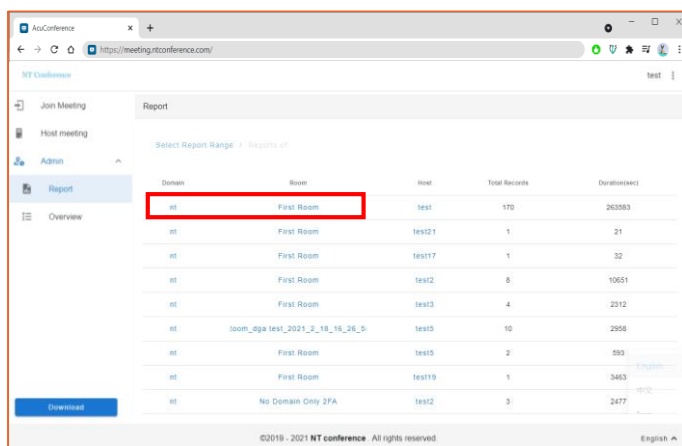 AcuConference
https://meeting.ntconference.com/
NT Conference
test
Join Meeting
Host meeting
Admin
Report
Overview
Download
Report
Select Report Range / Reports of
Domain Room Host Total Records Duration(sec)
nt First Room test 170 263583
nt First Room test21 1 21
nt First Room test17 1 32
nt First Room test2 8 10651
nt First Room test3 4 2312
nt test_2021_2_18_16_26_5 test5 10 2958
nt First Room test5 2 593
nt First Room test19 1 3463
nt No Domain Only 2FA test2 3 2477
English
中文
©2019 - 2021 NT conference . All rights reserved.
English